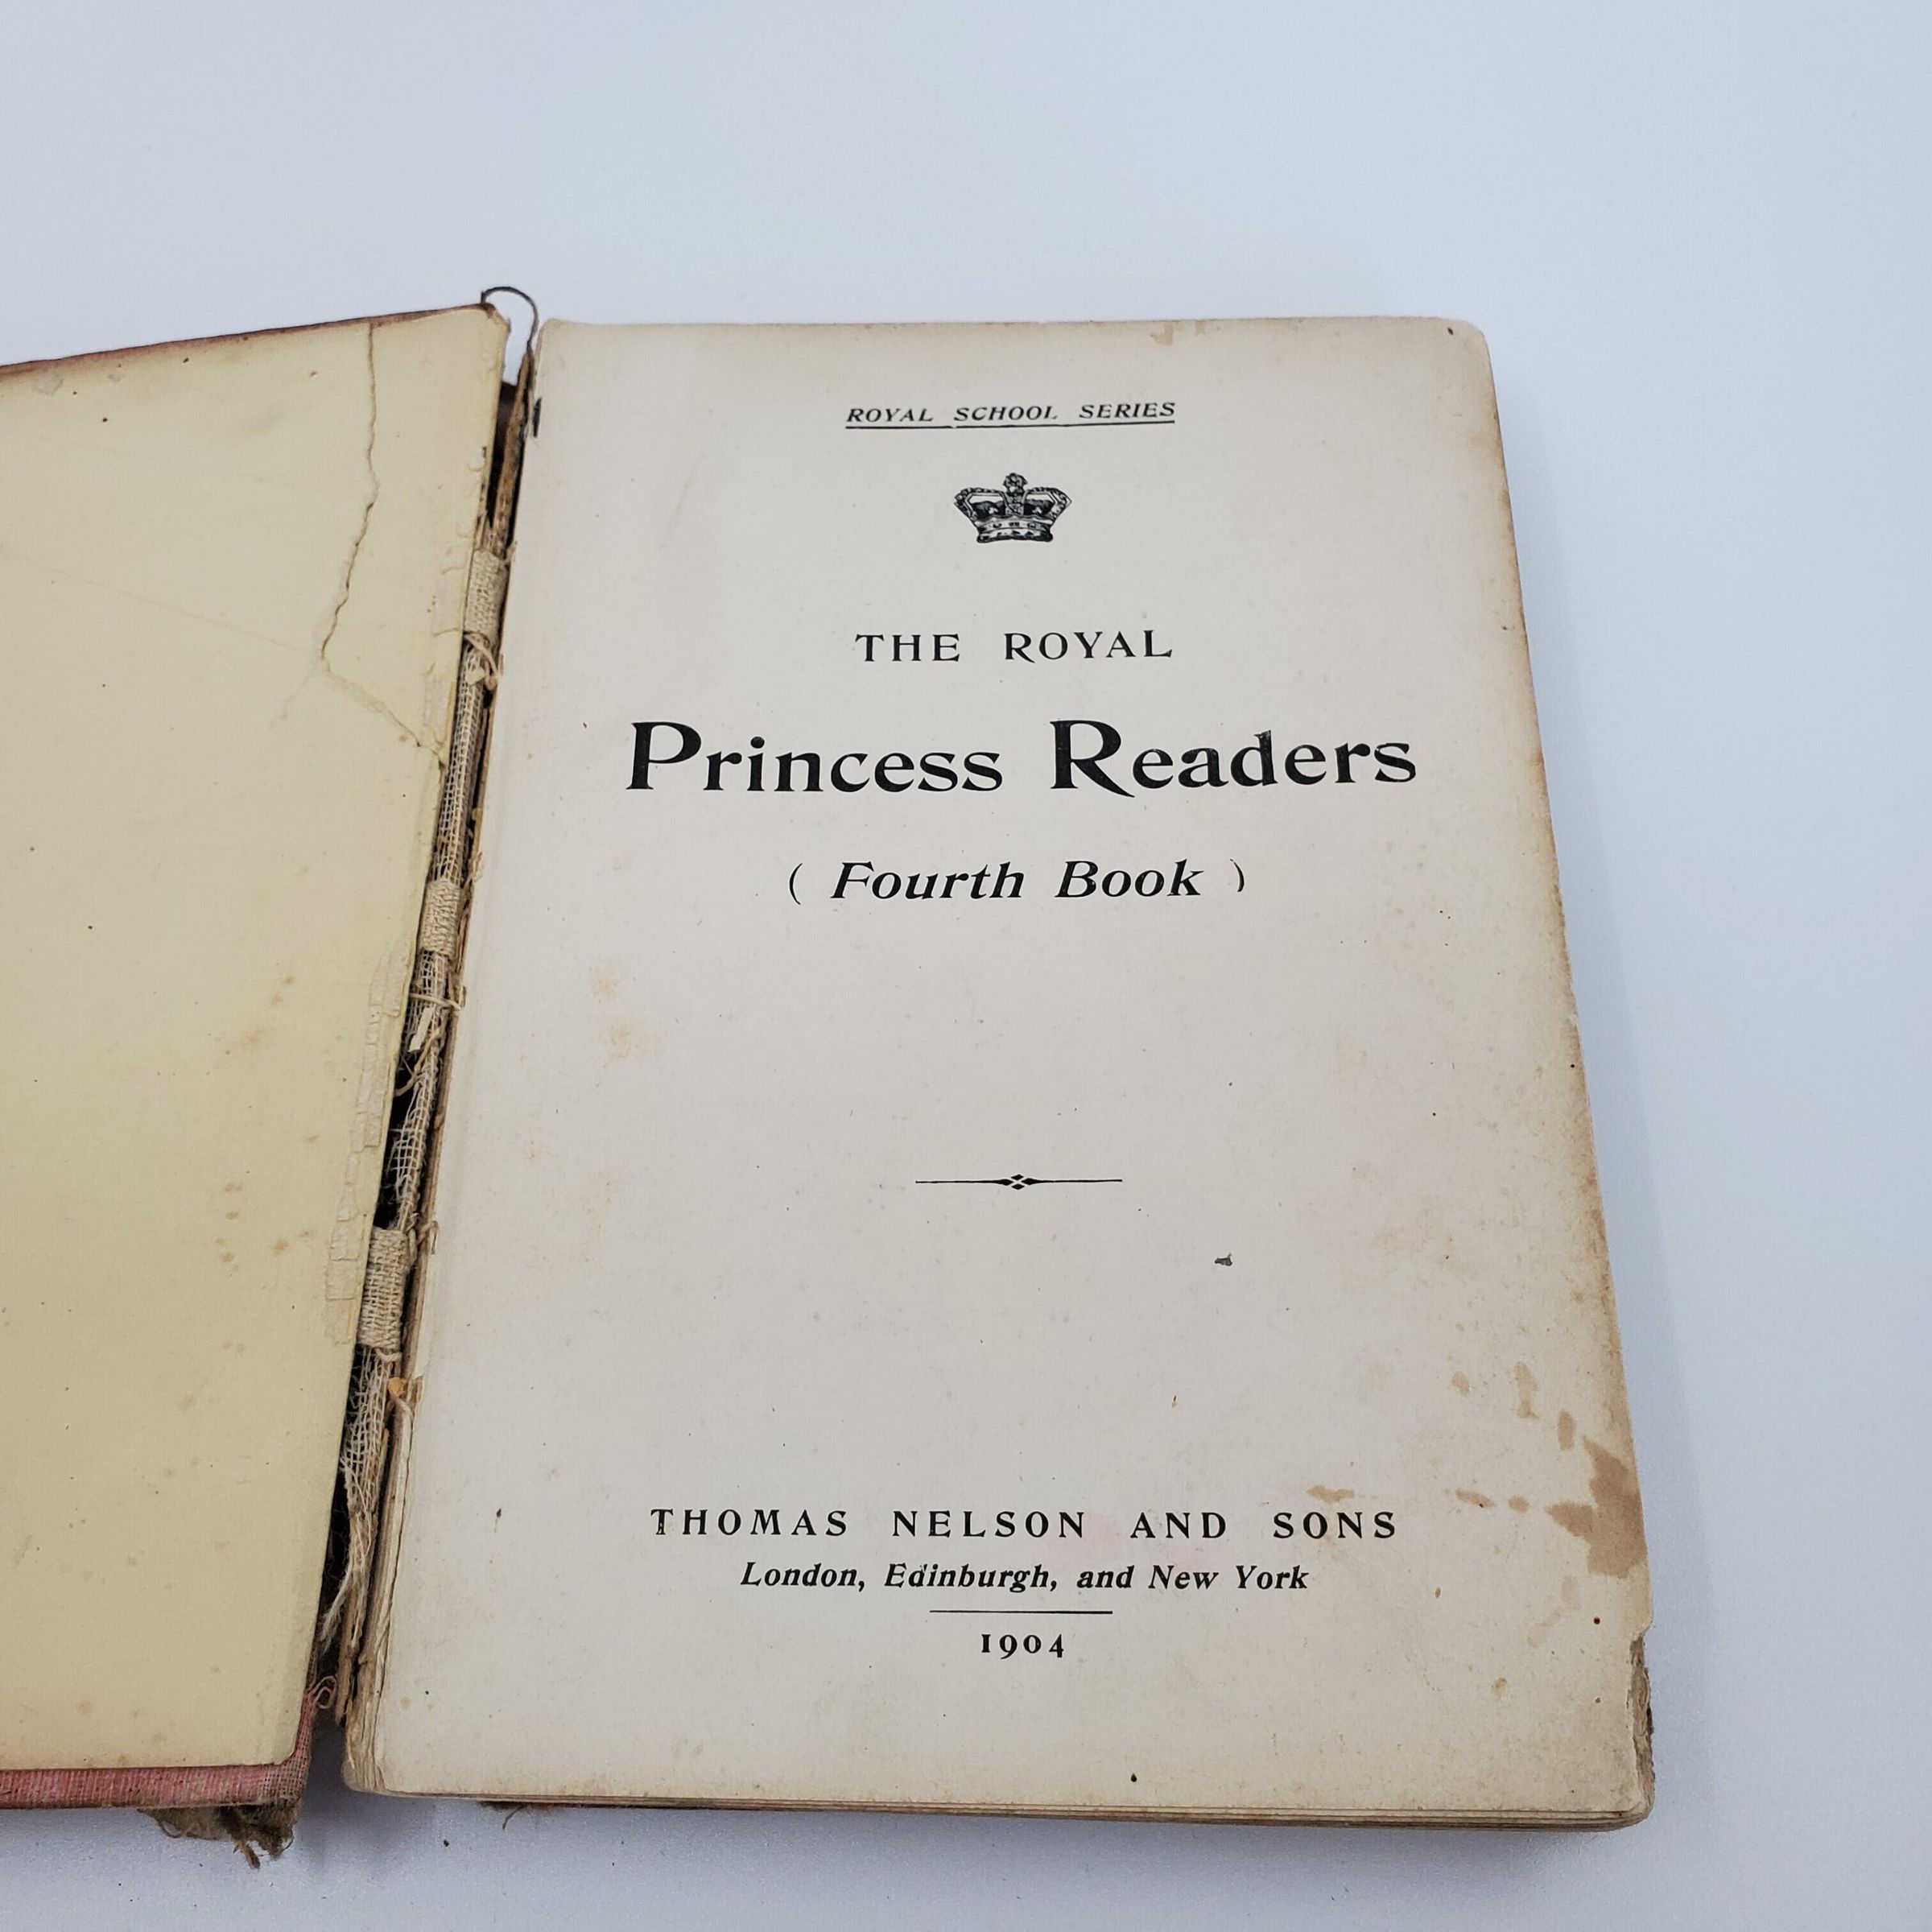 ROYAL SCHOOL SERIES
THE ROYAL
Princess Readers
( Fourth Book )
THOMAS NELSON AND SONS
London, Edinburgh, and New York
1904